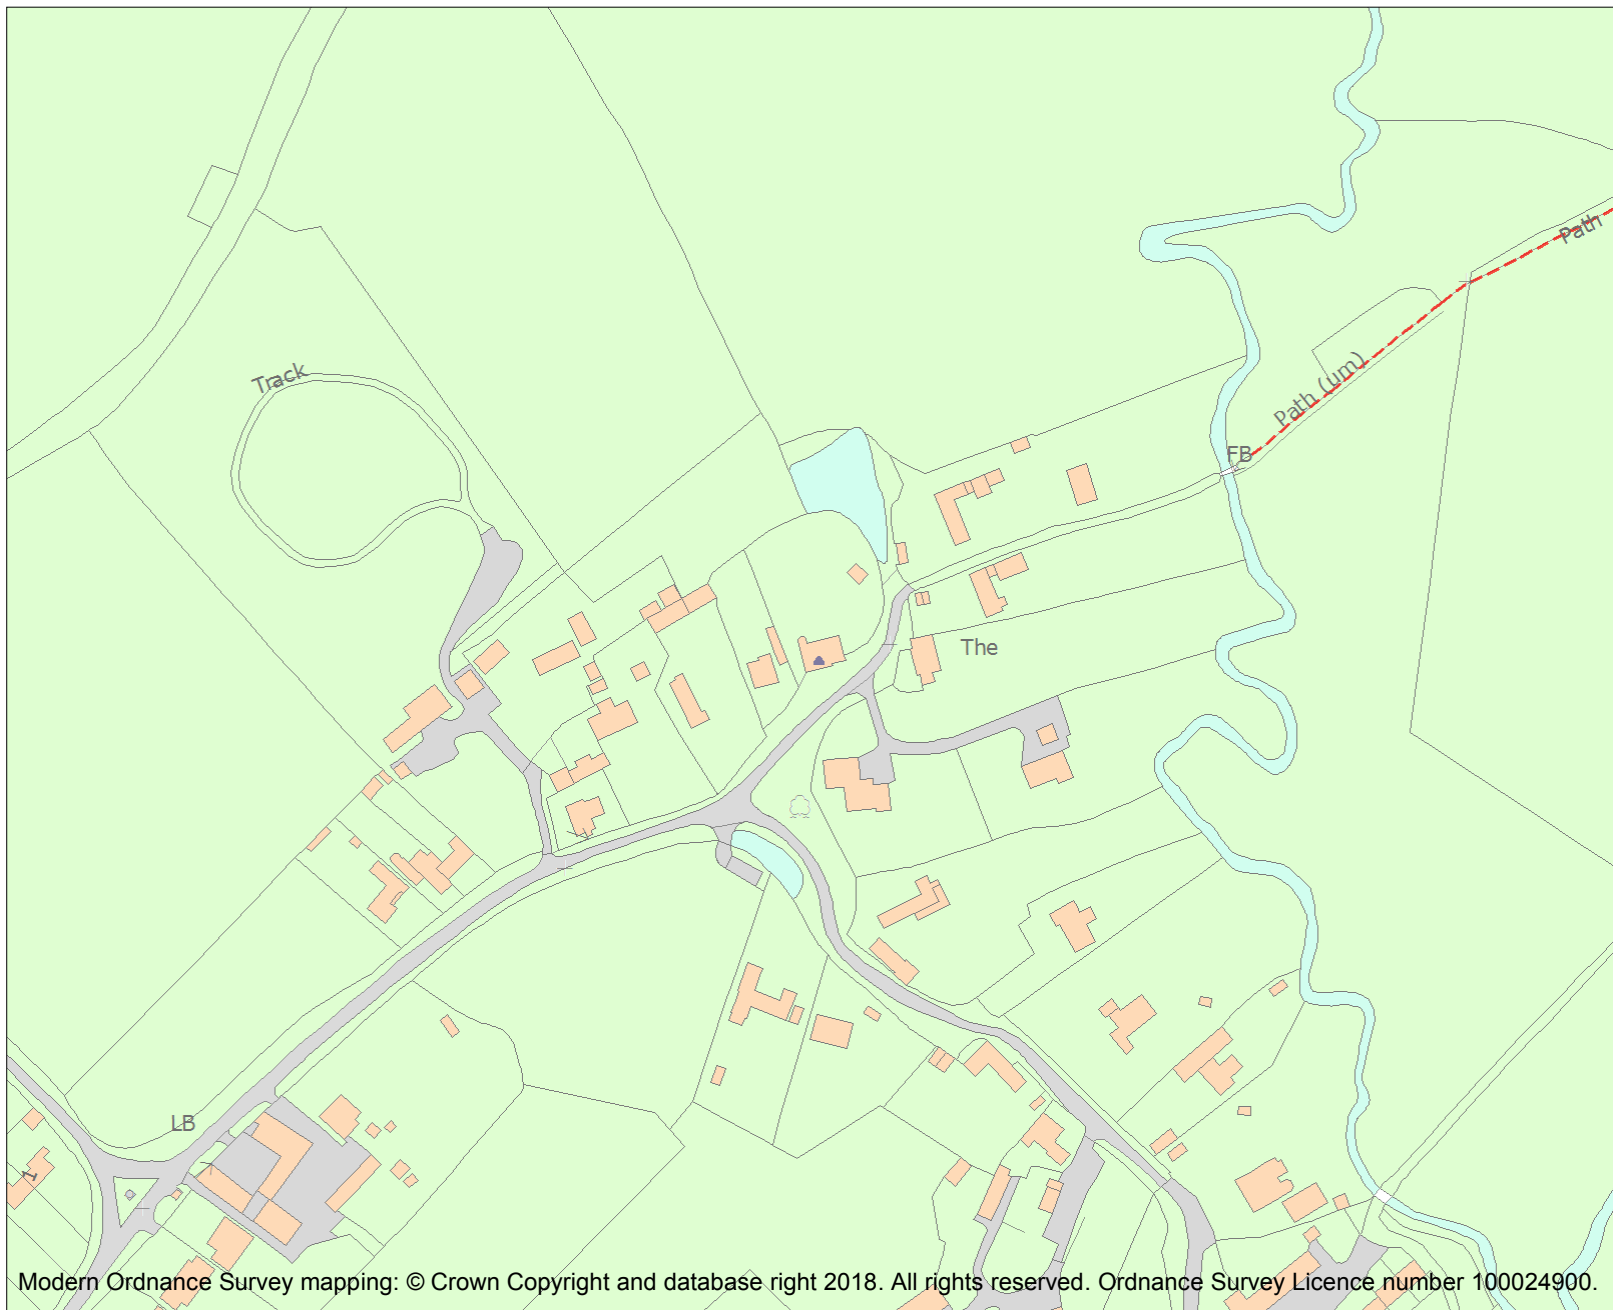 Path
Track
Path (um)
FB
The
LB
1
Modern Ordnance Survey mapping: © Crown Copyright and database right 2018. All rights reserved. Ordnance Survey Licence number 100024900.